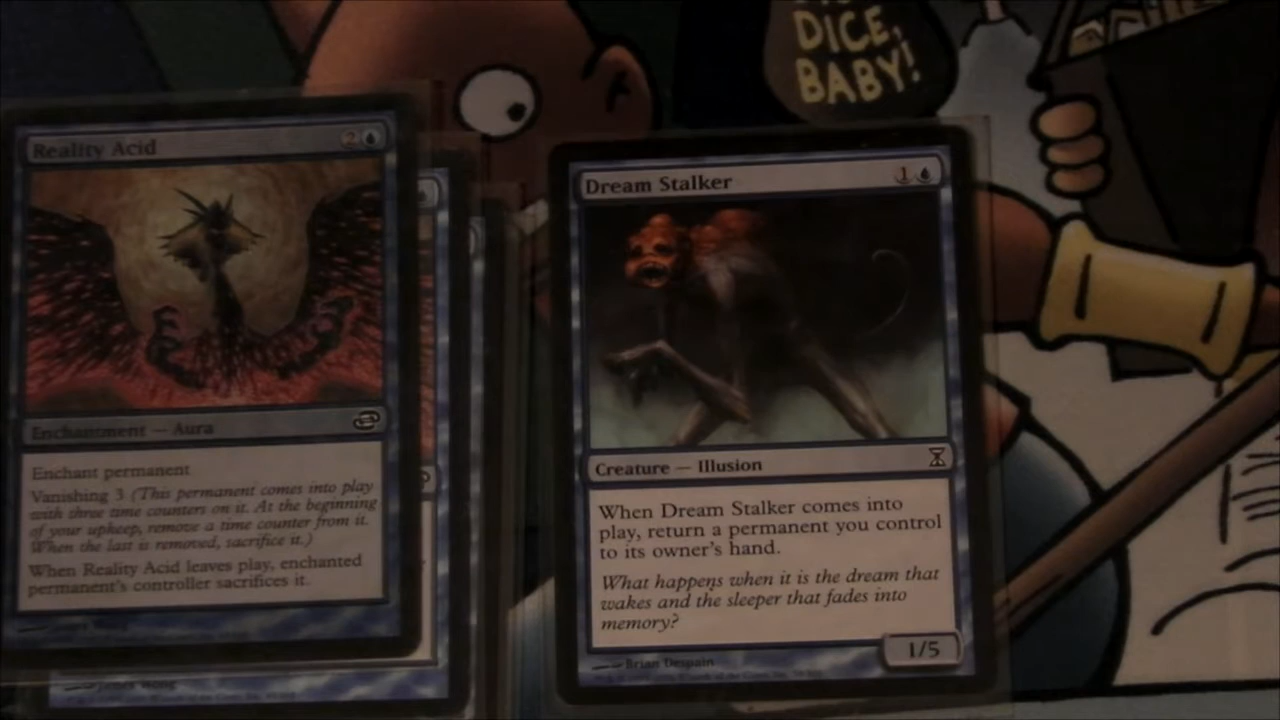 DICE,
BABY!
Reality Acid 2
Enchantment — Aura
Enchant permanent
Vanishing 3 (This permanent comes into play
with three time counters on it. At the beginning
of your upkeep, remove a time counter from it.
When the last is removed, sacrifice it.)
When Reality Acid leaves play, enchanted
permanent's controller sacrifices it.
Dream Stalker 1
Creature — Illusion
When Dream Stalker comes into
play, return a permanent you control
to its owner's hand.
What happens when it is the dream that
wakes and the sleeper that fades into
memory?
1/5
Brian Despain